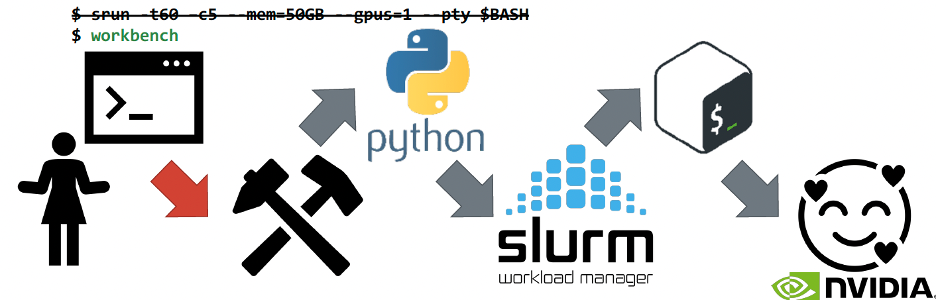 $ srun -t60 -c5 --mem=50GB --gpus=1 --pty $BASH
$ workbench
>_
python
$_
slurm
workload manager
NVIDIA.